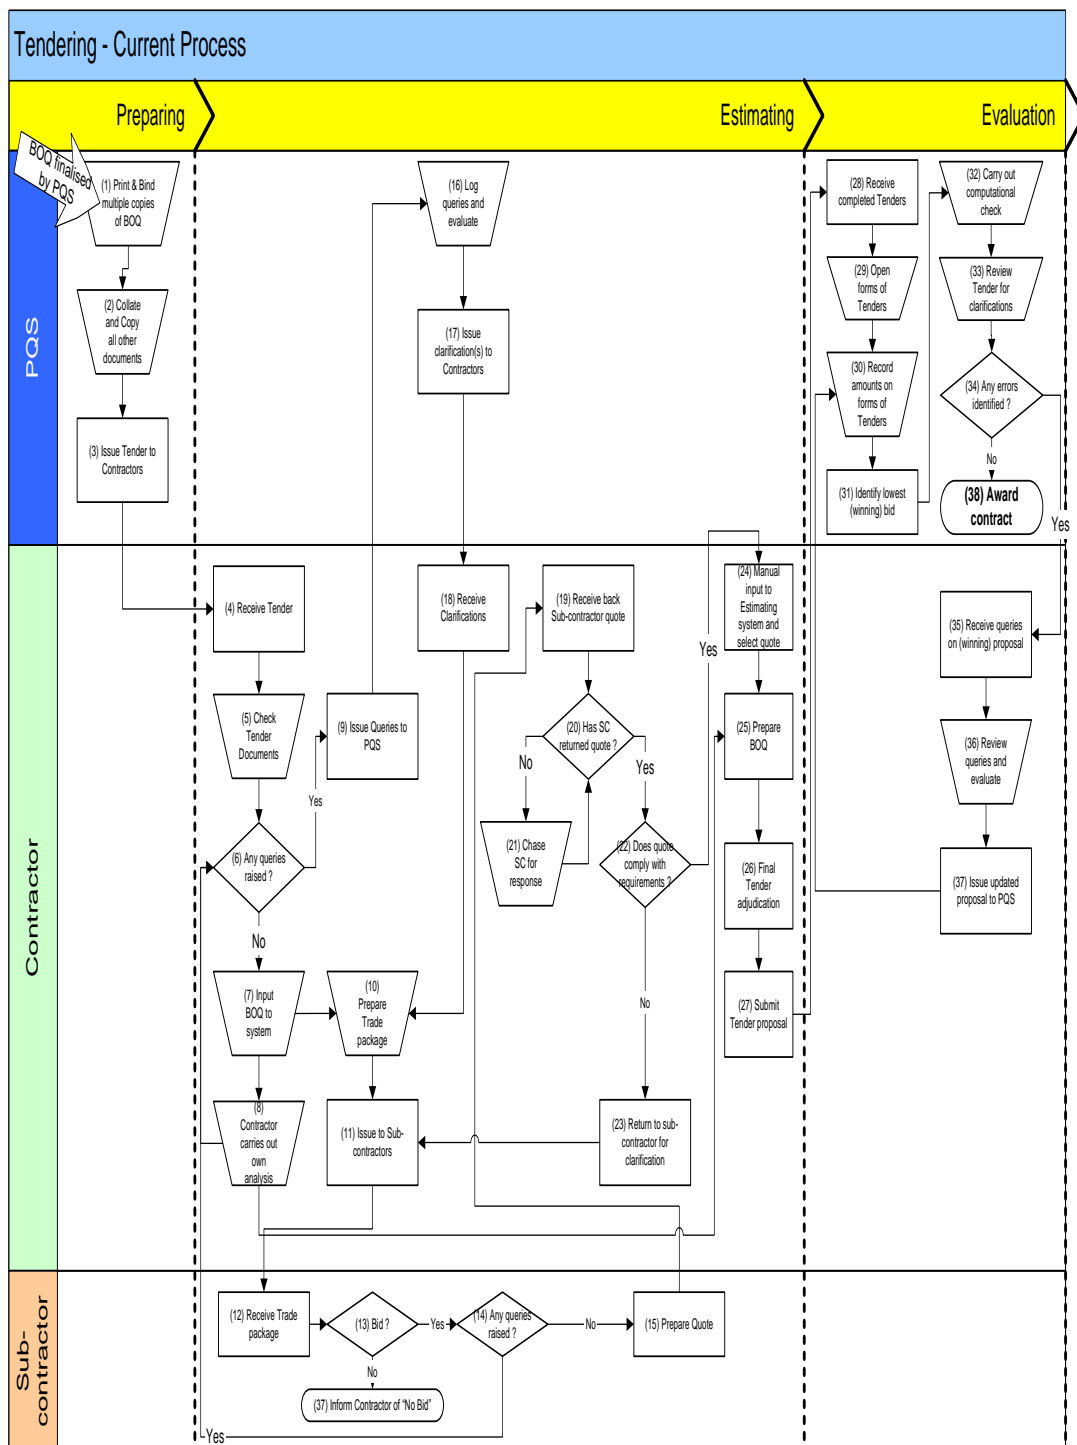 Tendering - Current Process
Preparing
Estimating
Evaluation
BOQ finalised
by PQS
PQS
(1) Print & Bind
multiple copies
of BOQ
(2) Collate
and Copy
all other
documents
(3) Issue Tender to
Contractors
(16) Log
queries and
evaluate
(17) Issue
clarification(s) to
Contractors
(28) Receive
completed Tenders
(29) Open
forms of
Tenders
(30) Record
amounts on
forms of
Tenders
(31) Identify lowest
(winning) bid
(32) Carry out
computational
check
(33) Review
Tender for
clarifications
(34) Any errors
identified ?
No
(38) Award
contract
Yes
Contractor
(4) Receive Tender
(5) Check
Tender
Documents
(6) Any queries
raised ?
Yes
No
(7) Input
BOQ to
system
(8)
Contractor
carries out
own
analysis
(9) Issue Queries to
PQS
(10)
Prepare
Trade
package
(11) Issue to Sub-
contractors
(18) Receive
Clarifications
(19) Receive back
Sub-contractor quote
(20) Has SC
returned quote ?
No
Yes
(21) Chase
SC for
response
(22) Does quote
comply with
requirements ?
Yes
No
(23) Return to sub-
contractor for
clarification
(24) Manual
input to
Estimating
system and
select quote
(25) Prepare
BOQ
(26) Final
Tender
adjudication
(27) Submit
Tender proposal
(35) Receive queries
on (winning) proposal
(36) Review
queries and
evaluate
(37) Issue updated
proposal to PQS
Sub-
contractor
(12) Receive Trade
package
(13) Bid ?
Yes
No
(37) Inform Contractor of "No Bid"
(14) Any queries
raised ?
No
Yes
(15) Prepare Quote